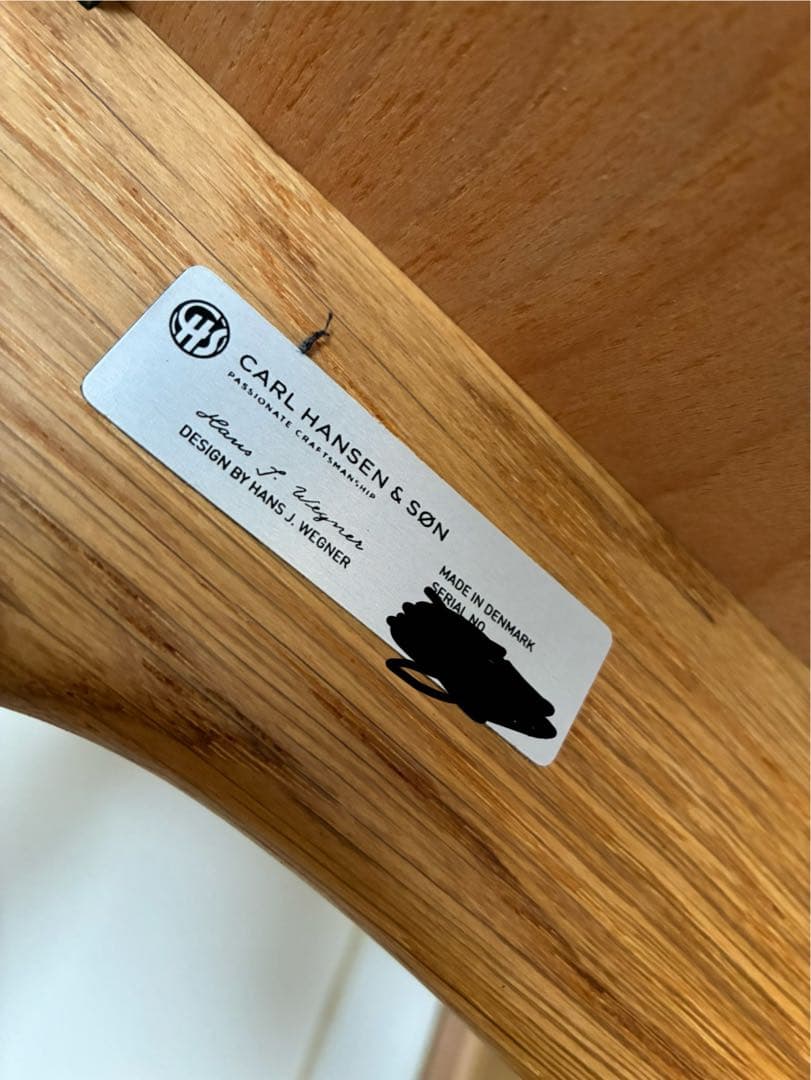 CHS
CARL HANSEN & SØN
PASSIONATE CRAFTSMANSHIP
Hans J. Wegner
DESIGN BY HANS J. WEGNER
MADE IN DENMARK
SERIAL NO